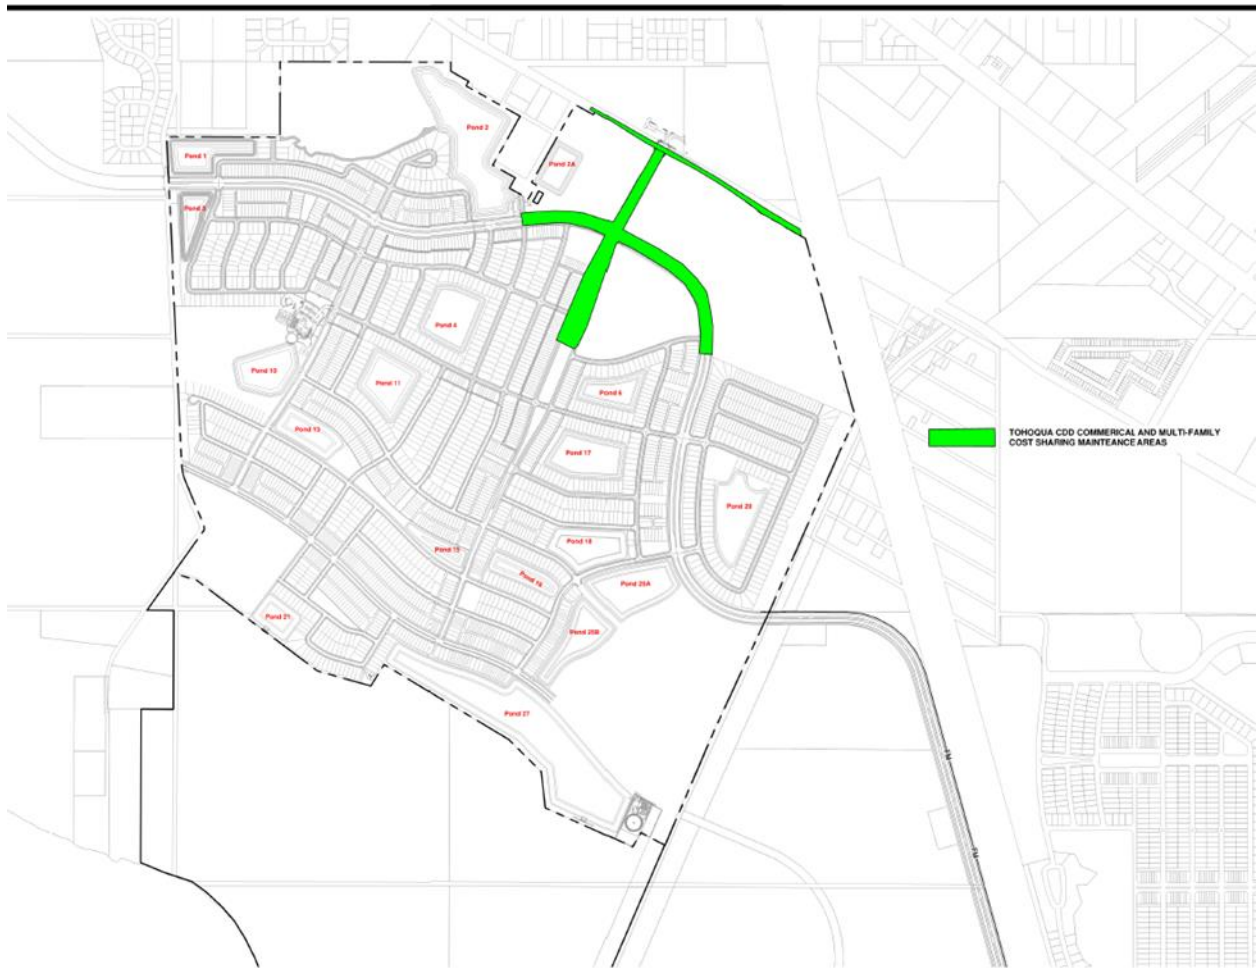 Pond 2
Pond 1
Pond 2A
Pond 3
Pond 4
Pond 10
Pond 11
Pond 6
Pond 13
TOHOQUA CDD COMMERICAL AND MULTI-FAMILY
COST SHARING MAINTEANCE AREAS
Pond 17
Pond 20
Pond 18
Pond 15
Pond 16
Pond 25A
Pond 21
Pond 25B
Pond 27